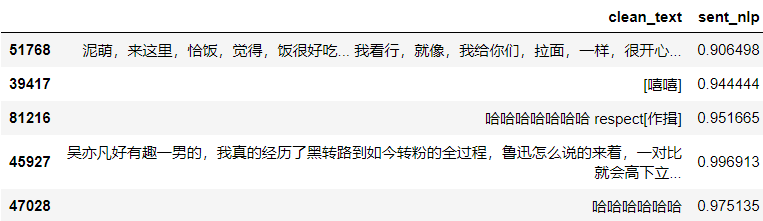 clean_text sent_nlp
51768 泥萌，来这里，恰饭，觉得，饭很好吃... 我看行，就像，我给你们，拉面，一样，很开心... 0.906498
39417 [嘻嘻] 0.944444
81216 哈哈哈哈哈哈哈 respect[作揖] 0.951665
45927 吴亦凡好有趣一男的，我真的经历了黑转路到如今转粉的全过程，鲁迅怎么说的来着，一对比 0.996913
就会高下立...
47028 哈哈哈哈哈哈 0.975135